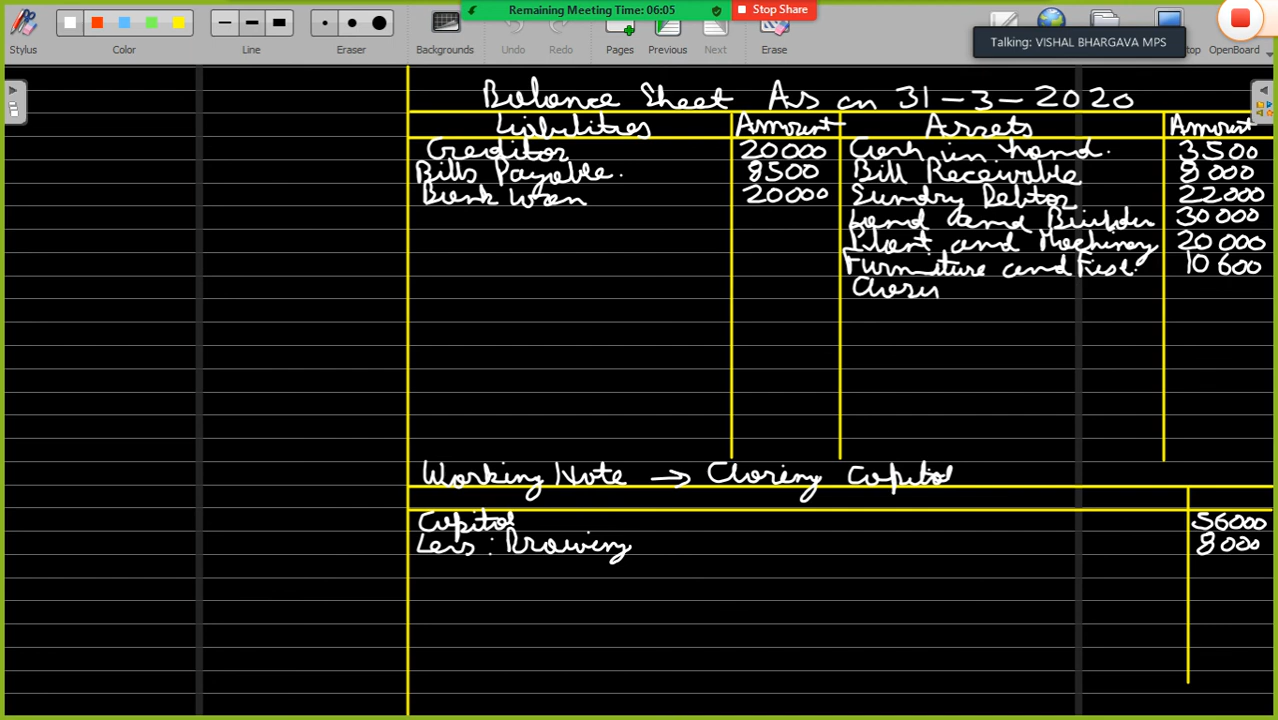 Remaining Meeting Time: 06:05 Stop Share
Talking: VISHAL BHARGAVA MPS
Stylus Color Line Eraser Backgrounds Undo Redo Pages Previous Next Erase OpenBoard
Balance Sheet As on 31-3-2020
Liabilities Amount Assets Amount
Creditor 20000 Cash in hand. 3500
Bills Payable. 8500 Bill Receivable 8000
Bank Loan 20000 Sundry Debtor 22000
Land and 30000
Plant and Machinery 20000
Furniture and 10600
Closin
Working Note → Closing Capital
Capital 56000
Less : Drawing 8000